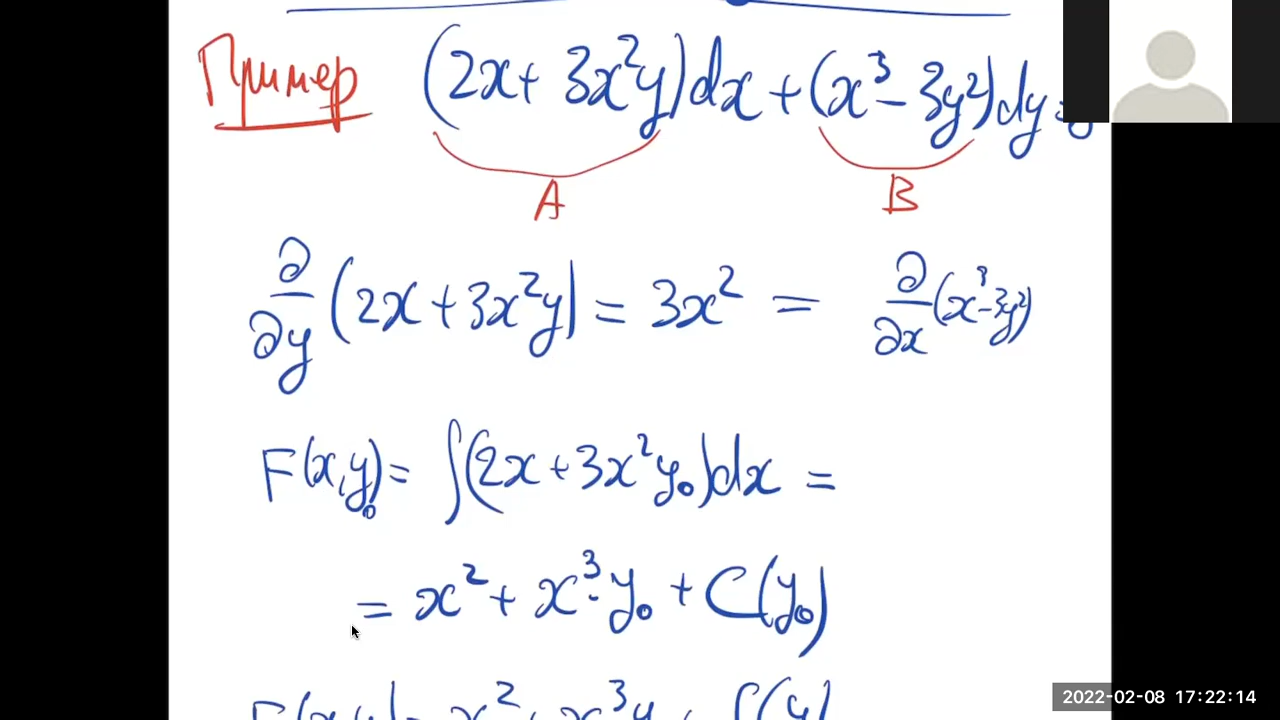 Пример (2x + 3x²y)dx + (x³ - 3y²)dy =
A B
∂/∂y (2x + 3x²y) = 3x² = ∂/∂x (x³ - 3y²)
F(x,y₀) = ∫(2x + 3x²y₀)dx =
= x² + x³·y₀ + C(y₀)
2022-02-08 17:22:14